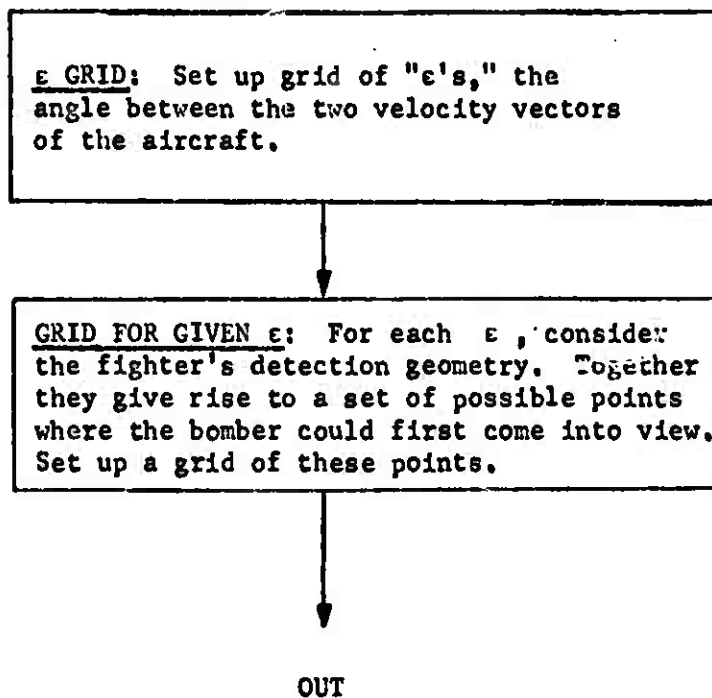 ε GRID: Set up grid of "ε's," the
angle between the two velocity vectors
of the aircraft.
GRID FOR GIVEN ε: For each ε , consider
the fighter's detection geometry. Together
they give rise to a set of possible points
where the bomber could first come into view.
Set up a grid of these points.
OUT